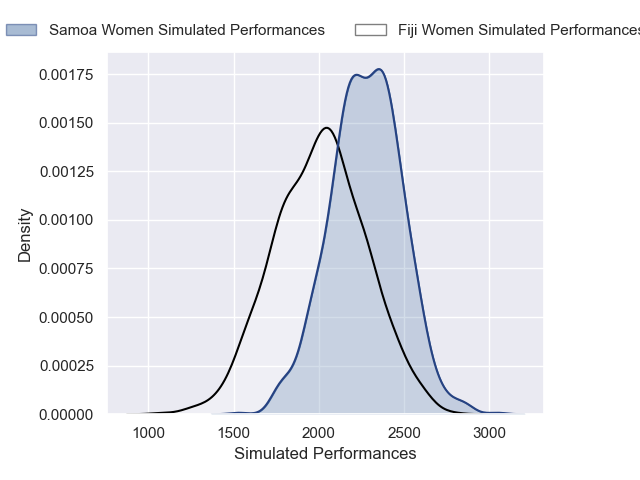 Samoa Women Simulated Performances
Fiji Women Simulated Performances
0.00175
0.00150
0.00125
0.00100
0.00075
0.00050
0.00025
0.00000
Density
1000 1500 2000 2500 3000
Simulated Performances